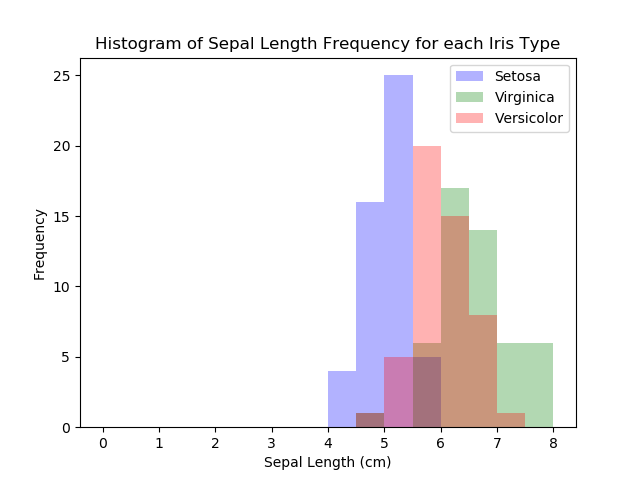 Histogram of Sepal Length Frequency for each Iris Type
Setosa
Virginica
Versicolor
25
20
15
10
5
0
Frequency
0 1 2 3 4 5 6 7 8
Sepal Length (cm)